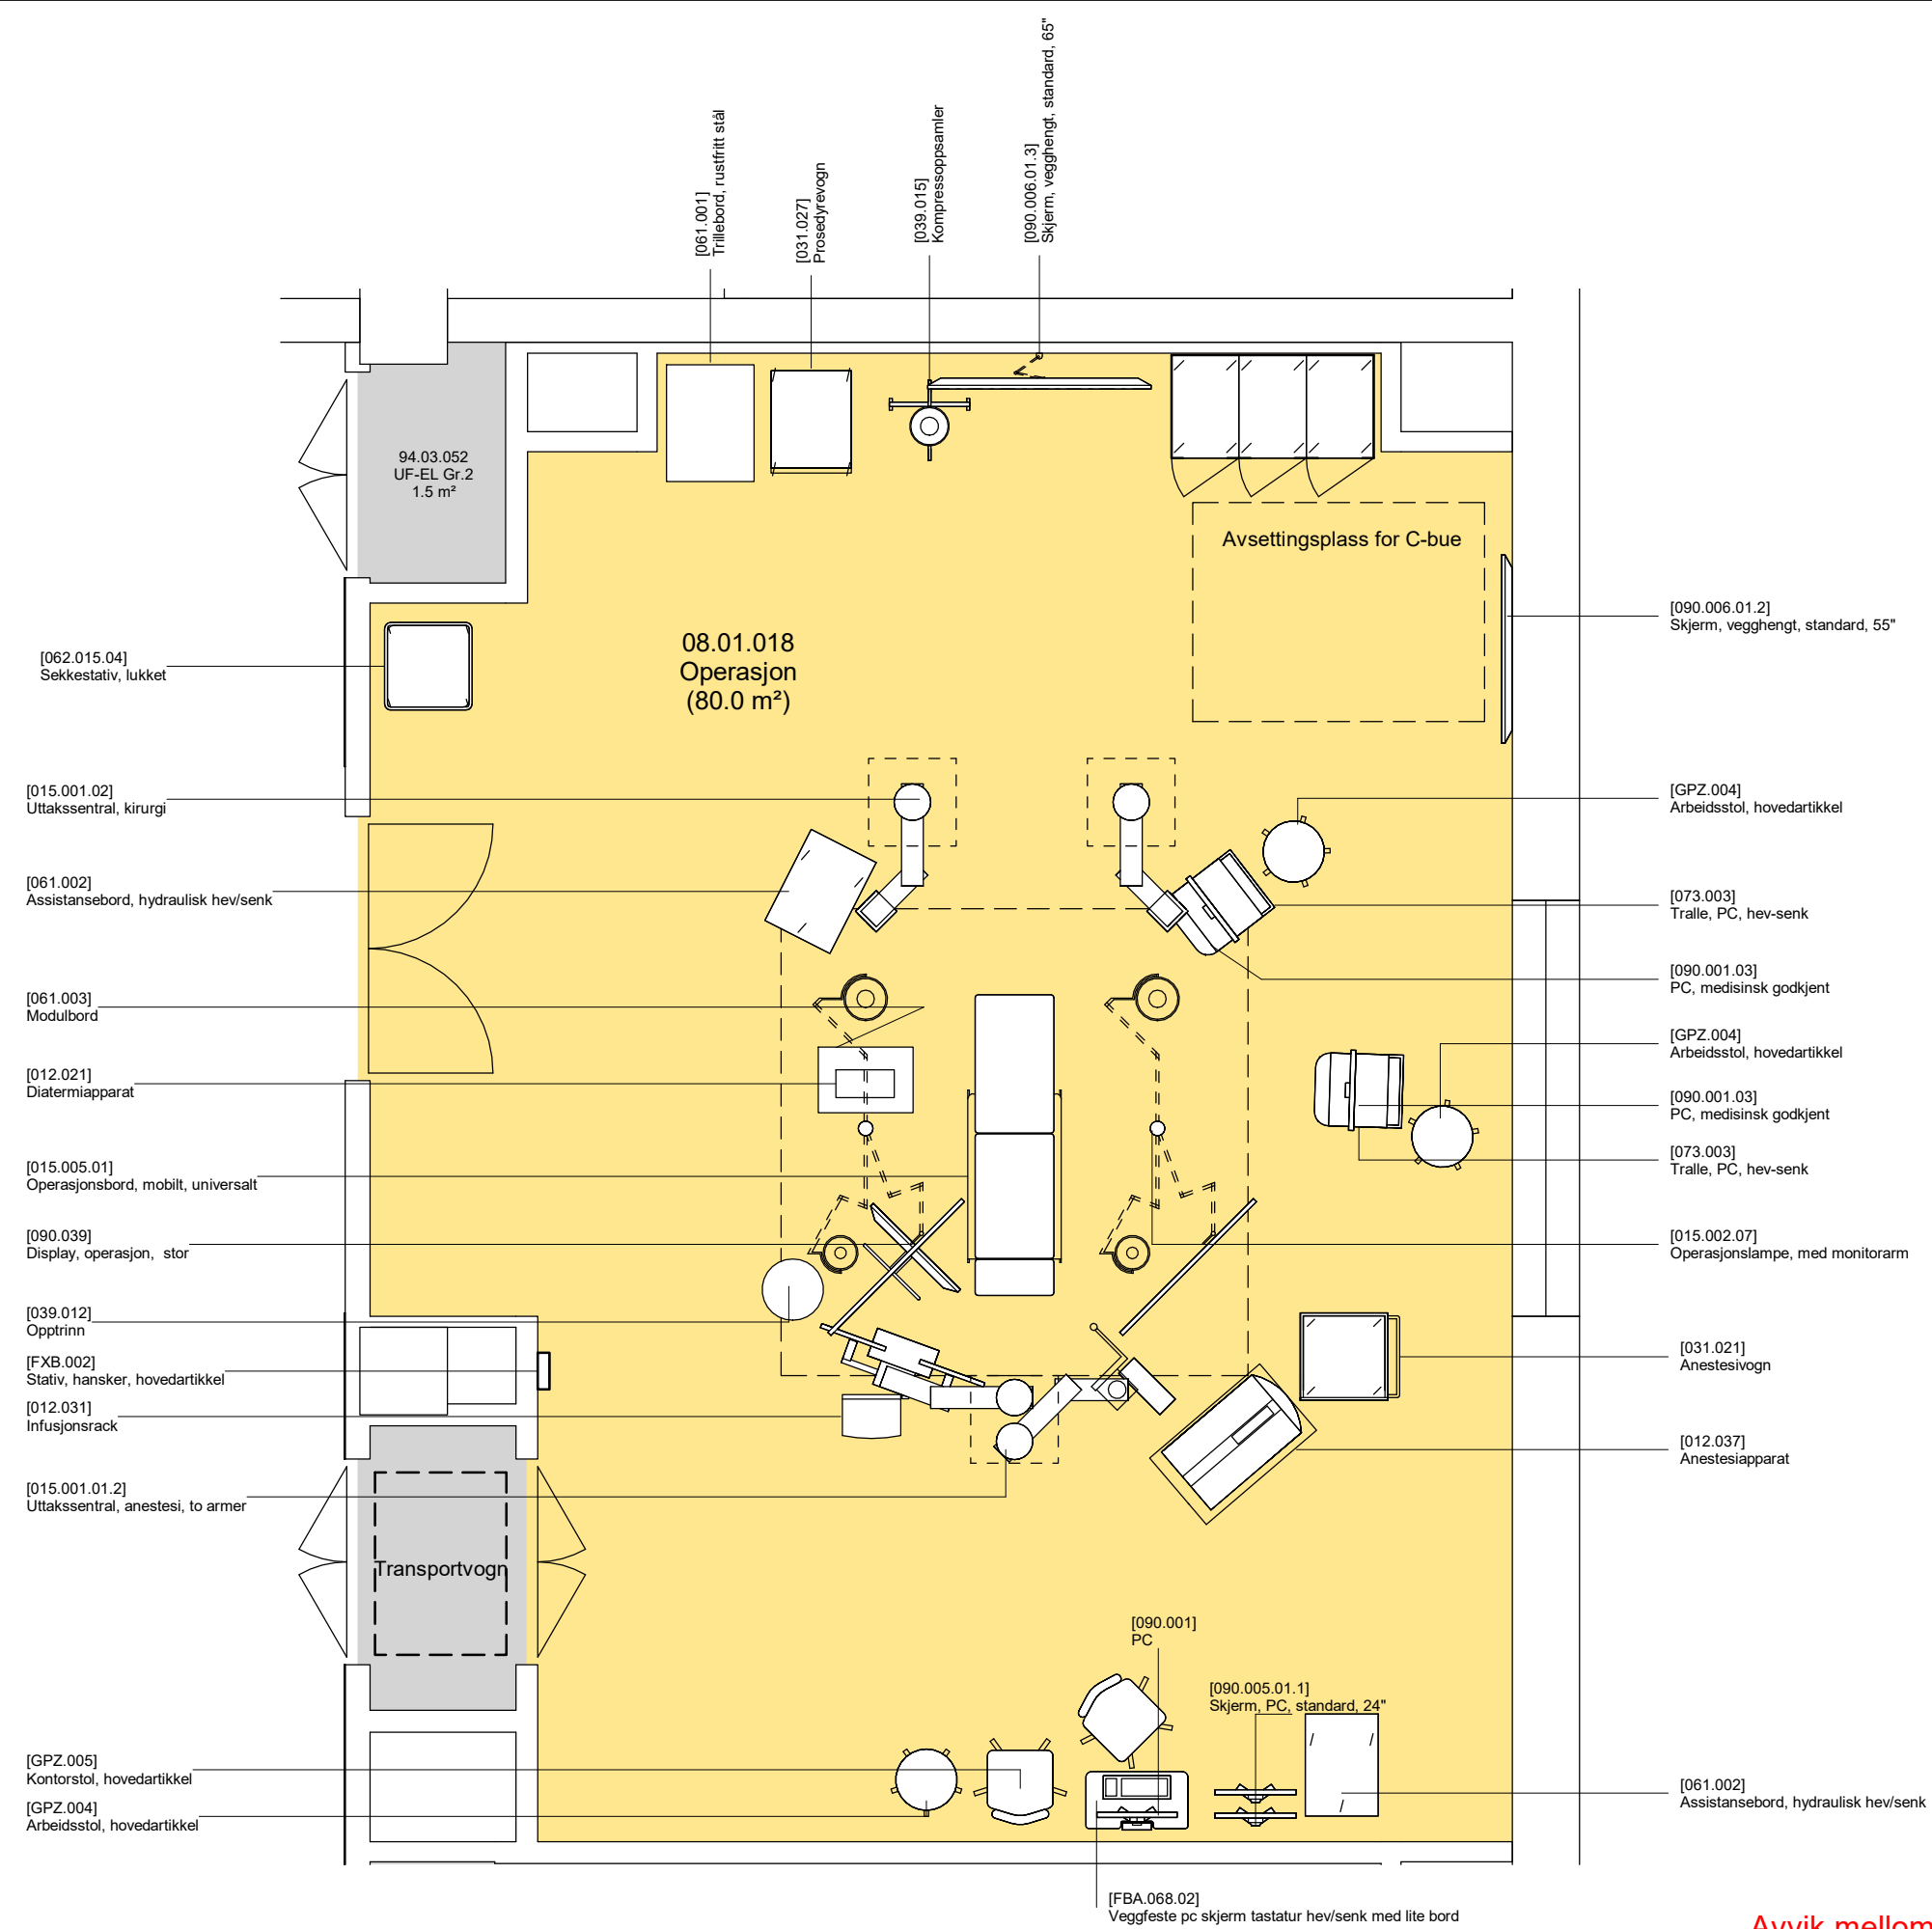 [061.001]
Trillebord, rustfritt stål
[031.027]
Prosedyrevogn
[039.015]
Kompressoppsamler
[090.006.01.3]
Skjerm, vegghengt, standard, 65"
94.03.052
UF-EL Gr.2
1.5 m²
Avsettingsplass for C-bue
08.01.018
Operasjon
(80.0 m²)
[062.015.04]
Sekkestativ, lukket
[015.001.02]
Uttakssentral, kirurgi
[061.002]
Assistansebord, hydraulisk hev/senk
[061.003]
Modulbord
[012.021]
Diatermiapparat
[015.005.01]
Operasjonsbord, mobilt, universalt
[090.039]
Display, operasjon, stor
[039.012]
Opptrinn
[FXB.002]
Stativ, hansker, hovedartikkel
[012.031]
Infusjonsrack
[015.001.01.2]
Uttakssentral, anestesi, to armer
Transportvogn
[GPZ.005]
Kontorstol, hovedartikkel
[GPZ.004]
Arbeidsstol, hovedartikkel
[090.006.01.2]
Skjerm, vegghengt, standard, 55"
[GPZ.004]
Arbeidsstol, hovedartikkel
[073.003]
Tralle, PC, hev-senk
[090.001.03]
PC, medisinsk godkjent
[GPZ.004]
Arbeidsstol, hovedartikkel
[090.001.03]
PC, medisinsk godkjent
[073.003]
Tralle, PC, hev-senk
[015.002.07]
Operasjonslampe, med monitorarm
[031.021]
Anestesivogn
[012.037]
Anestesiapparat
[090.001]
PC
[090.005.01.1]
Skjerm, PC, standard, 24"
[061.002]
Assistansebord, hydraulisk hev/senk
[FBA.068.02]
Veggfeste pc skjerm tastatur hev/senk med lite bord
Avvik mellom